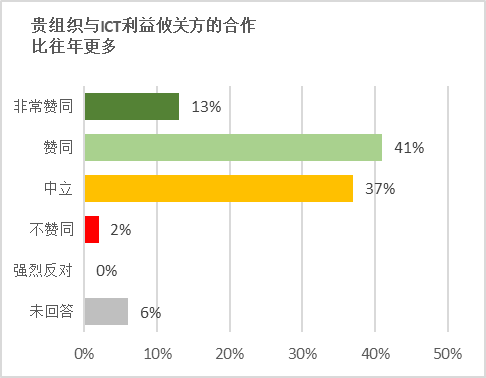 贵组织与ICT利益攸关方的合作
比往年更多
非常赞同 13%
赞同 41%
中立 37%
不赞同 2%
强烈反对 0%
未回答 6%
0% 10% 20% 30% 40% 50%